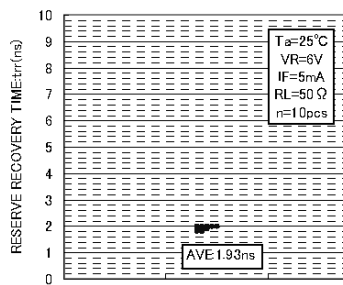 RESERVE RECOVERY TIME:trr(ns)
10
9
8
7
6
5
4
3
2
1
0
Ta=25℃
VR=6V
IF=5mA
RL=50Ω
n=10pcs
AVE:1.93ns